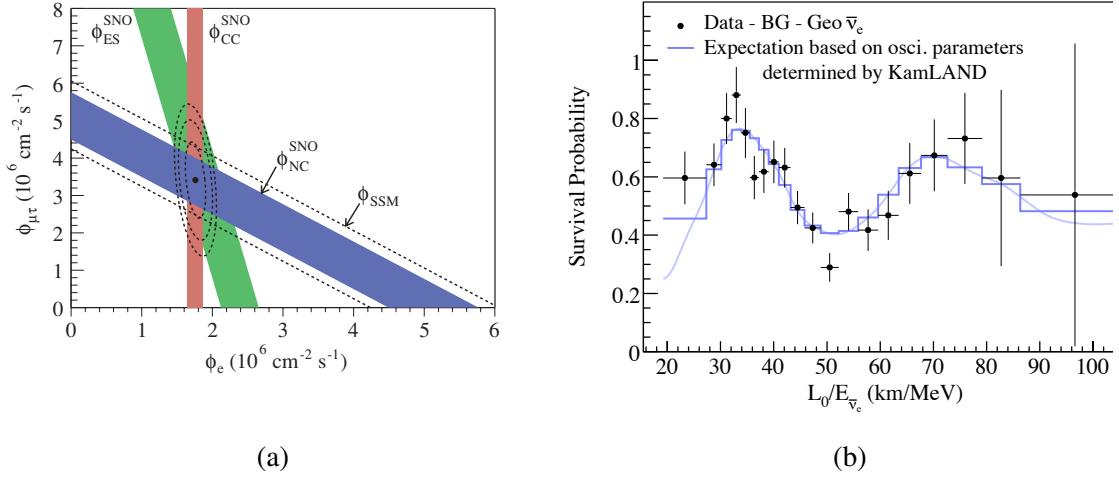 ϕ_ES^SNO
ϕ_CC^SNO
ϕ_NC^SNO
ϕ_SSM
8
7
6
5
4
3
2
1
0
ϕ_μτ (10^6 cm^-2 s^-1)
0 1 2 3 4 5 6
ϕ_e (10^6 cm^-2 s^-1)
(a)
Data - BG - Geo ν̅_e
Expectation based on osci. parameters
determined by KamLAND
1
0.8
0.6
0.4
0.2
0
Survival Probability
20 30 40 50 60 70 80 90 100
L_0/E_ν̅_e (km/MeV)
(b)